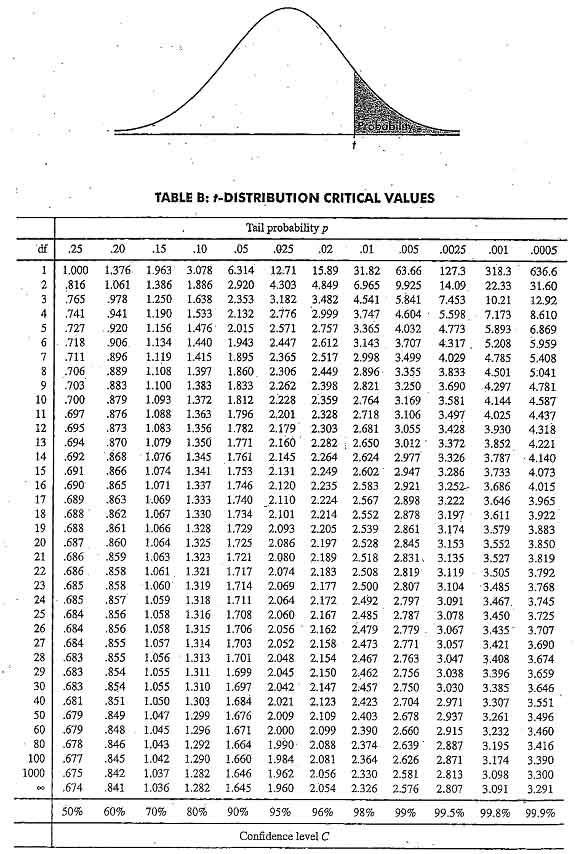 Probability
t
TABLE B: t-DISTRIBUTION CRITICAL VALUES
Tail probability p
df .25 .20 .15 .10 .05 .025 .02 .01 .005 .0025 .001 .0005
1 1.000 1.376 1.963 3.078 6.314 12.71 15.89 31.82 63.66 127.3 318.3 636.6
2 .816 1.061 1.386 1.886 2.920 4.303 4.849 6.965 9.925 14.09 22.33 31.60
3 .765 .978 1.250 1.638 2.353 3.182 3.482 4.541 5.841 7.453 10.21 12.92
4 .741 .941 1.190 1.533 2.132 2.776 2.999 3.747 4.604 5.598 7.173 8.610
5 .727 .920 1.156 1.476 2.015 2.571 2.757 3.365 4.032 4.773 5.893 6.869
6 .718 .906 1.134 1.440 1.943 2.447 2.612 3.143 3.707 4.317 5.208 5.959
7 .711 .896 1.119 1.415 1.895 2.365 2.517 2.998 3.499 4.029 4.785 5.408
8 .706 .889 1.108 1.397 1.860 2.306 2.449 2.896 3.355 3.833 4.501 5.041
9 .703 .883 1.100 1.383 1.833 2.262 2.398 2.821 3.250 3.690 4.297 4.781
10 .700 .879 1.093 1.372 1.812 2.228 2.359 2.764 3.169 3.581 4.144 4.587
11 .697 .876 1.088 1.363 1.796 2.201 2.328 2.718 3.106 3.497 4.025 4.437
12 .695 .873 1.083 1.356 1.782 2.179 2.303 2.681 3.055 3.428 3.930 4.318
13 .694 .870 1.079 1.350 1.771 2.160 2.282 2.650 3.012 3.372 3.852 4.221
14 .692 .868 1.076 1.345 1.761 2.145 2.264 2.624 2.977 3.326 3.787 4.140
15 .691 .866 1.074 1.341 1.753 2.131 2.249 2.602 2.947 3.286 3.733 4.073
16 .690 .865 1.071 1.337 1.746 2.120 2.235 2.583 2.921 3.252 3.686 4.015
17 .689 .863 1.069 1.333 1.740 2.110 2.224 2.567 2.898 3.222 3.646 3.965
18 .688 .862 1.067 1.330 1.734 2.101 2.214 2.552 2.878 3.197 3.611 3.922
19 .688 .861 1.066 1.328 1.729 2.093 2.205 2.539 2.861 3.174 3.579 3.883
20 .687 .860 1.064 1.325 1.725 2.086 2.197 2.528 2.845 3.153 3.552 3.850
21 .686 .859 1.063 1.323 1.721 2.080 2.189 2.518 2.831 3.135 3.527 3.819
22 .686 .858 1.061 1.321 1.717 2.074 2.183 2.508 2.819 3.119 3.505 3.792
23 .685 .858 1.060 1.319 1.714 2.069 2.177 2.500 2.807 3.104 3.485 3.768
24 .685 .857 1.059 1.318 1.711 2.064 2.172 2.492 2.797 3.091 3.467 3.745
25 .684 .856 1.058 1.316 1.708 2.060 2.167 2.485 2.787 3.078 3.450 3.725
26 .684 .856 1.058 1.315 1.706 2.056 2.162 2.479 2.779 3.067 3.435 3.707
27 .684 .855 1.057 1.314 1.703 2.052 2.158 2.473 2.771 3.057 3.421 3.690
28 .683 .855 1.056 1.313 1.701 2.048 2.154 2.467 2.763 3.047 3.408 3.674
29 .683 .854 1.055 1.311 1.699 2.045 2.150 2.462 2.756 3.038 3.396 3.659
30 .683 .854 1.055 1.310 1.697 2.042 2.147 2.457 2.750 3.030 3.385 3.646
40 .681 .851 1.050 1.303 1.684 2.021 2.123 2.423 2.704 2.971 3.307 3.551
50 .679 .849 1.047 1.299 1.676 2.009 2.109 2.403 2.678 2.937 3.261 3.496
60 .679 .848 1.045 1.296 1.671 2.000 2.099 2.390 2.660 2.915 3.232 3.460
80 .678 .846 1.043 1.292 1.664 1.990 2.088 2.374 2.639 2.887 3.195 3.416
100 .677 .845 1.042 1.290 1.660 1.984 2.081 2.364 2.626 2.871 3.174 3.390
1000 .675 .842 1.037 1.282 1.646 1.962 2.056 2.330 2.581 2.813 3.098 3.300
∞ .674 .841 1.036 1.282 1.645 1.960 2.054 2.326 2.576 2.807 3.091 3.291
50% 60% 70% 80% 90% 95% 96% 98% 99% 99.5% 99.8% 99.9%
Confidence level C